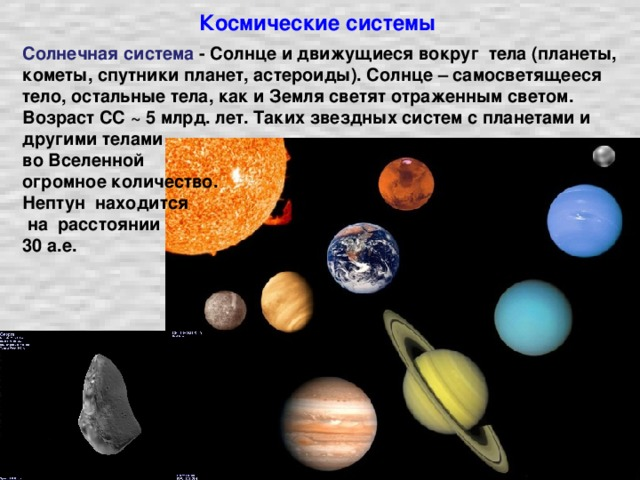 Космические системы
Солнечная система - Солнце и движущиеся вокруг тела (планеты,
кометы, спутники планет, астероиды). Солнце – самосветящееся
тело, остальные тела, как и Земля светят отраженным светом.
Возраст СС ~ 5 млрд. лет. Таких звездных систем с планетами и
другими телами
во Вселенной
огромное количество.
Нептун находится
на расстоянии
30 а.е.